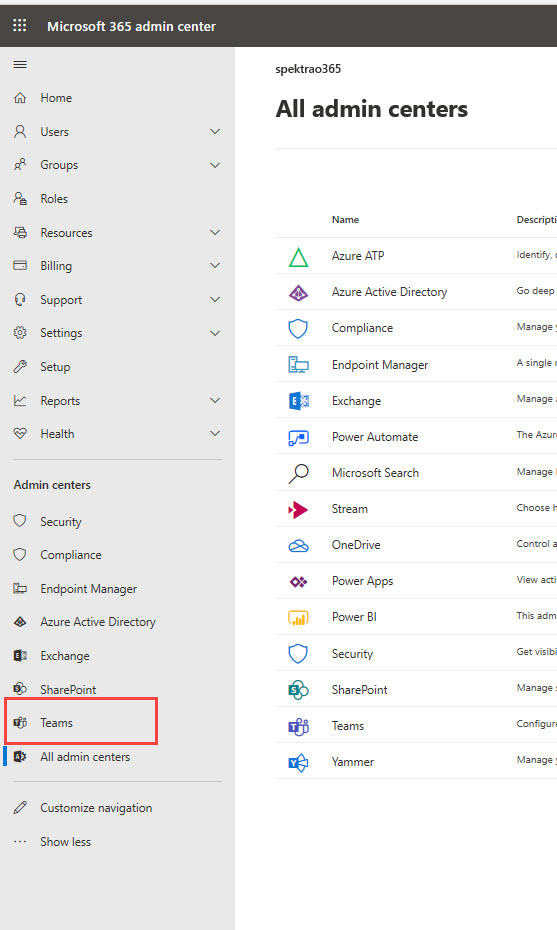 Microsoft 365 admin center
Home
Users
Groups
Roles
Resources
Billing
Support
Settings
Setup
Reports
Health
Admin centers
Security
Compliance
Endpoint Manager
Azure Active Directory
Exchange
SharePoint
Teams
All admin centers
Customize navigation
Show less
spektrao365
All admin centers
Name Descripti
Azure ATP Identify,
Azure Active Directory Go deep
Compliance Manage
Endpoint Manager A single
Exchange Manage
Power Automate The Azur
Microsoft Search Manage
Stream Choose h
OneDrive Control a
Power Apps View acti
Power BI This adm
Security Get visib
SharePoint Manage s
Teams Configure
Yammer Manage y